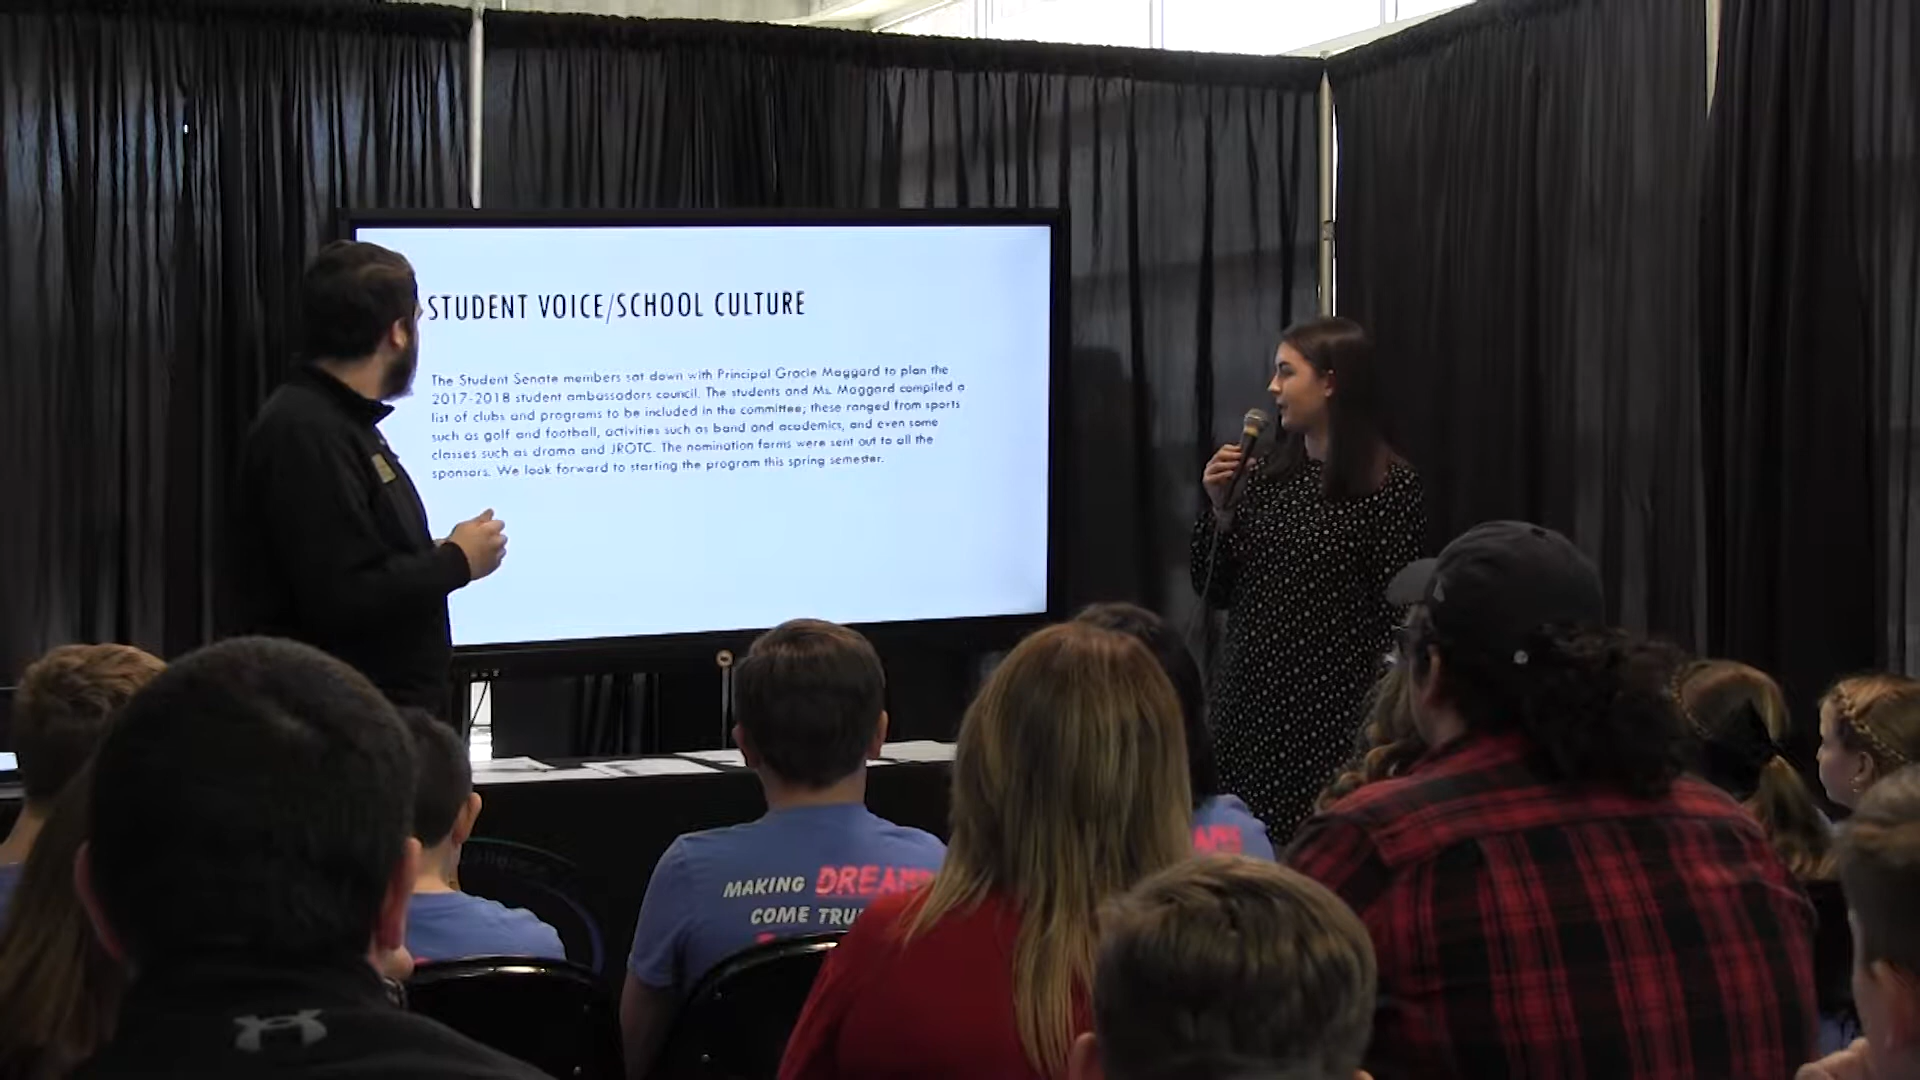 STUDENT VOICE/SCHOOL CULTURE
The Student Senate members sat down with Principal Gracie Maggard to plan the
2017-2018 student ambassadors council. The students and Ms. Maggard compiled a
list of clubs and programs to be included in the committee; these ranged from sports
such as golf and football, activities such as band and academics, and even some
classes such as drama and JROTC. The nomination forms were sent out to all the
sponsors. We look forward to starting the program this spring semester.
MAKING
COME